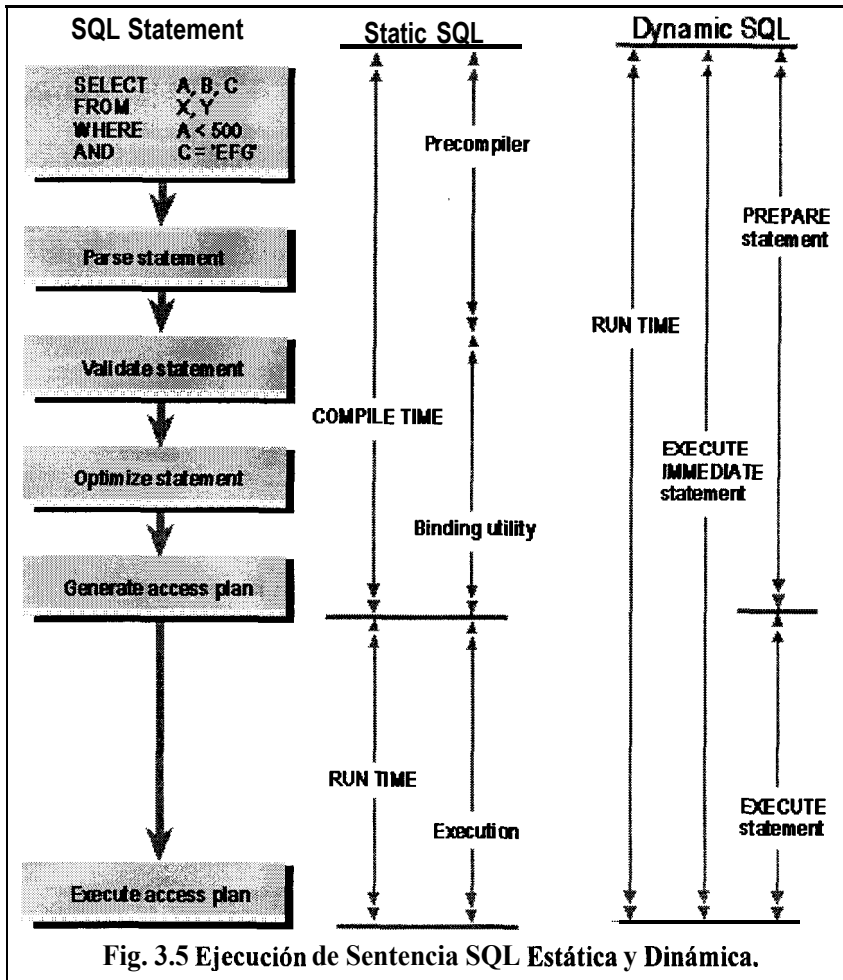 SQL Statement
Static SQL
Dynamic SQL
SELECT A, B, C
FROM X, Y
WHERE A < 500
AND C = 'EFG'
Parse statement
Validate statement
Optimize statement
Generate access plan
Execute access plan
Precompiler
COMPILE TIME
Binding utility
RUN TIME
Execution
RUN TIME
EXECUTE
IMMEDIATE
statement
PREPARE
statement
EXECUTE
statement
Fig. 3.5 Ejecución de Sentencia SQL Estática y Dinámica.